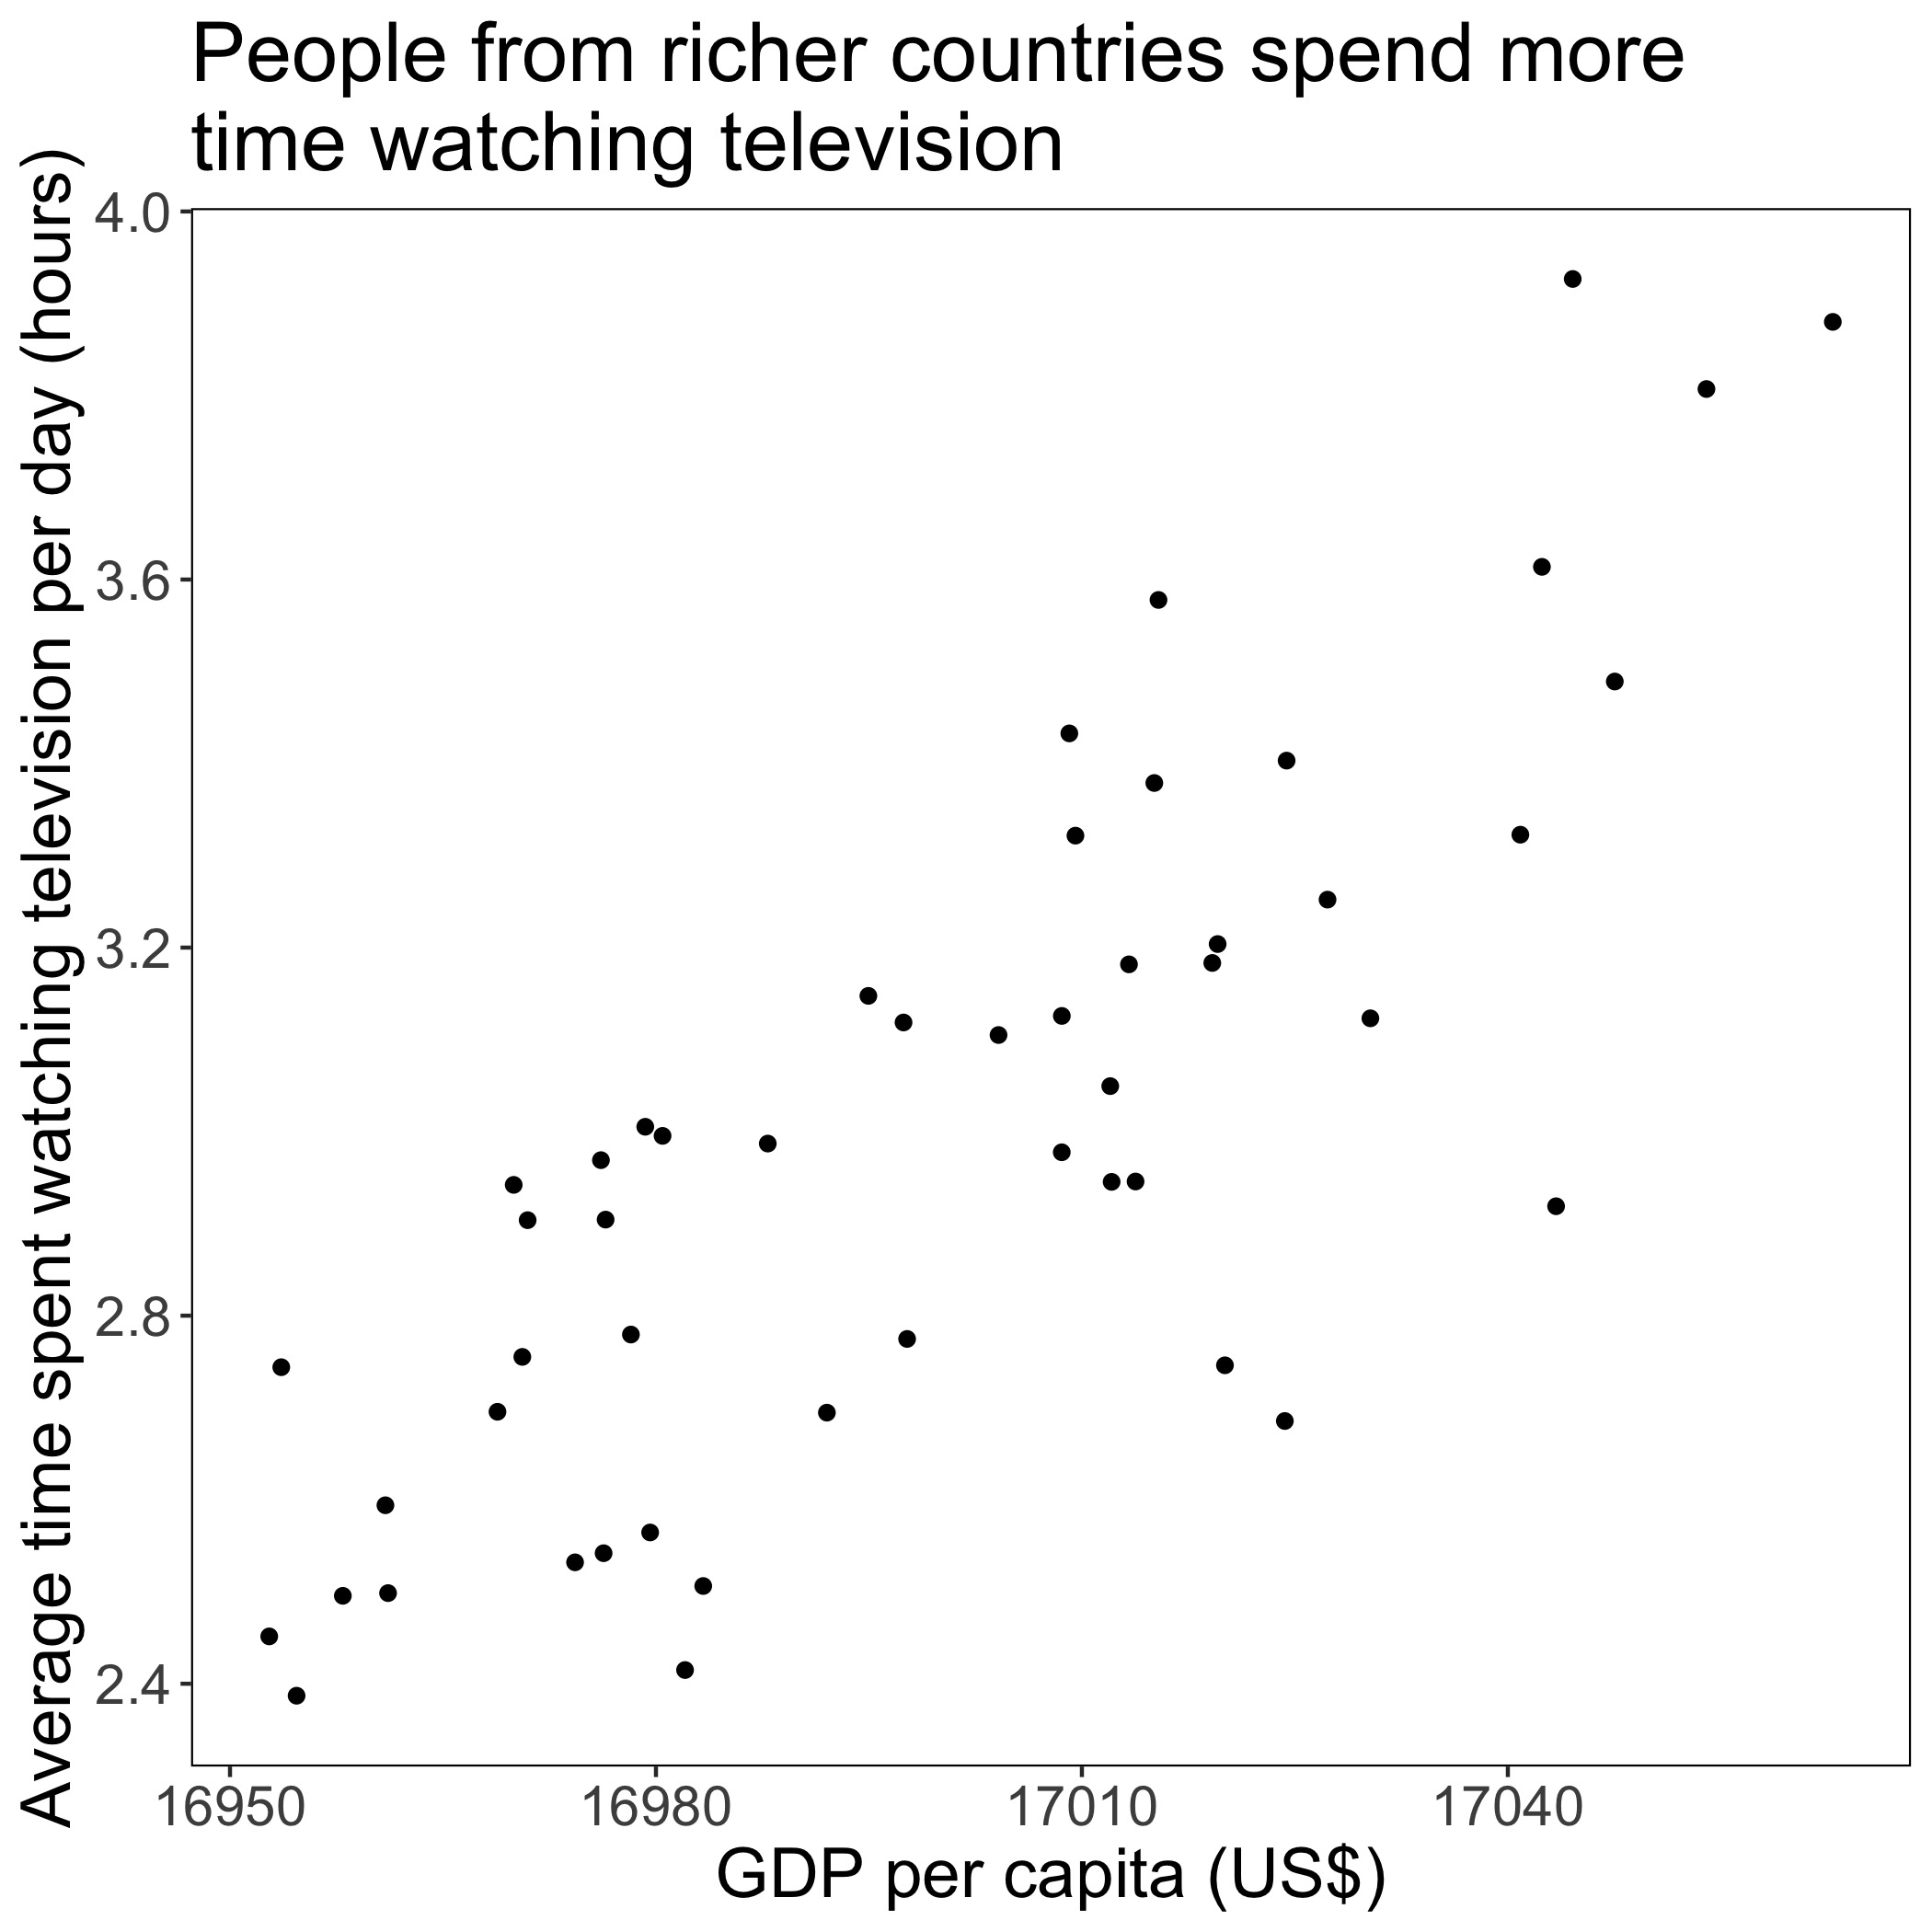 People from richer countries spend more
time watching television
Average time spent watching television per day (hours)
4.0
3.6
3.2
2.8
2.4
16950
16980
17010
17040
GDP per capita (US$)